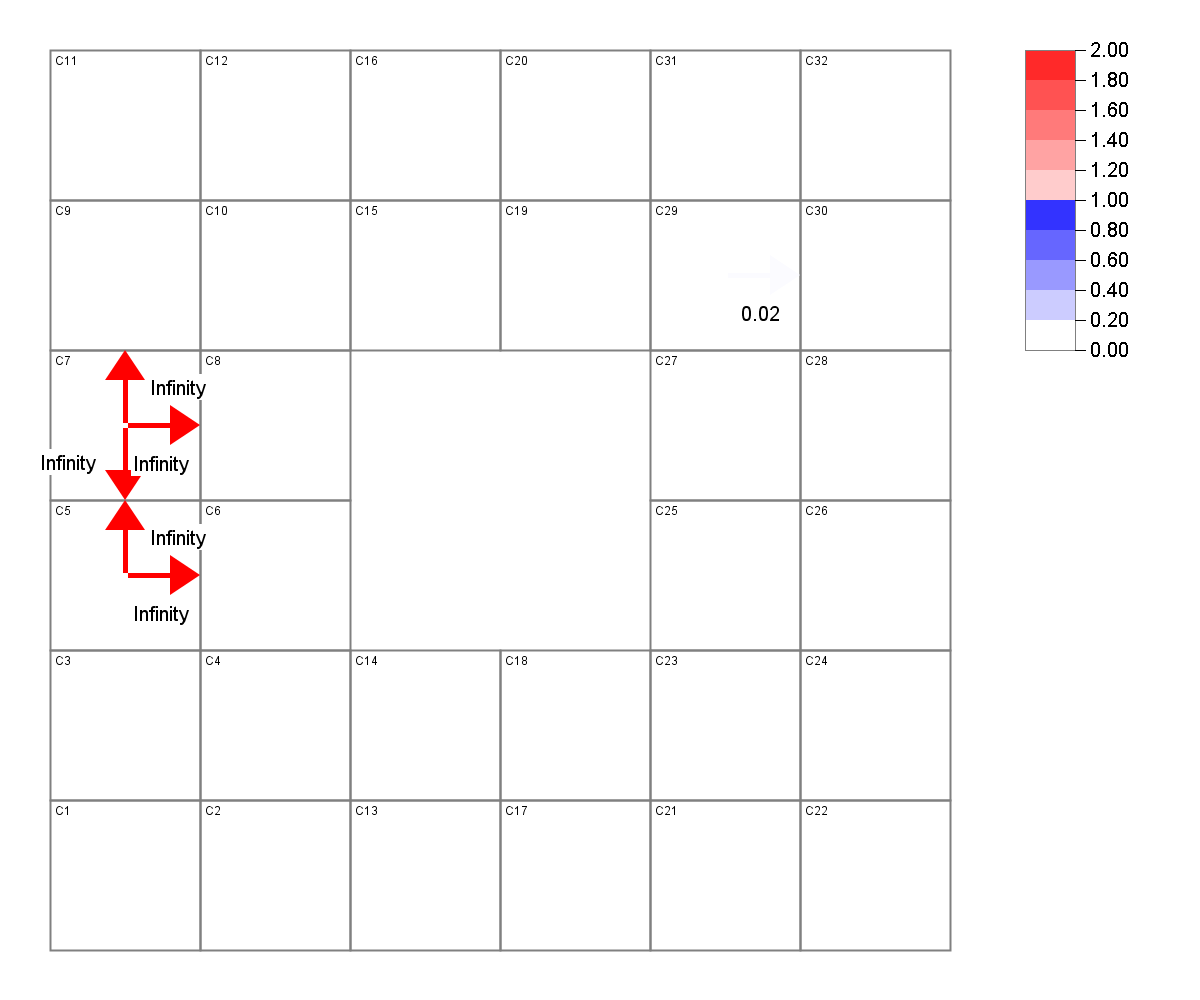 C11 C12 C16 C20 C31 C32
2.00
1.80
1.60
1.40
1.20
C9 C10 C15 C19 C29 C30
1.00
0.80
0.60
0.40
0.02
0.20
0.00
C7 C8 C27 C28
Infinity
Infinity Infinity
C5 C6 C25 C26
Infinity
Infinity
C3 C4 C14 C18 C23 C24
C1 C2 C13 C17 C21 C22